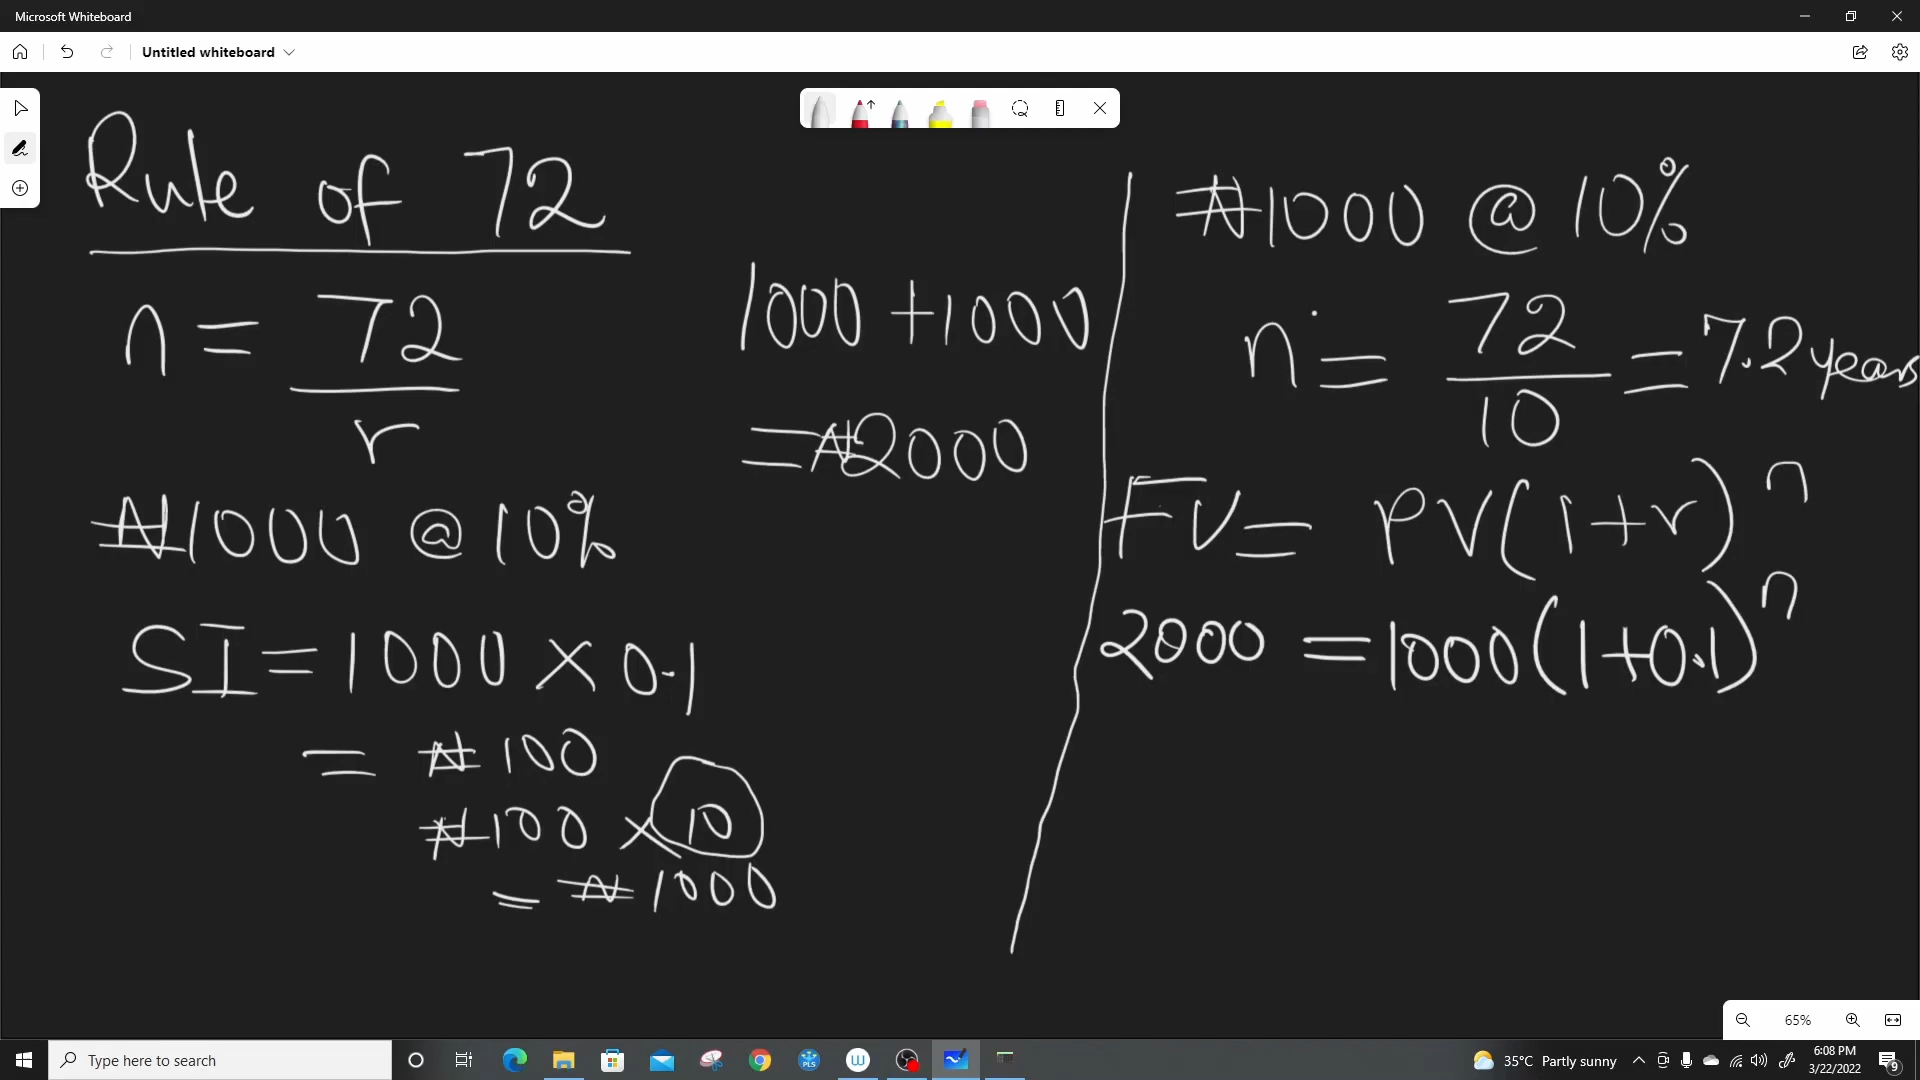 Microsoft Whiteboard
Untitled whiteboard
Rule of 72
n = 72/r
₦1000 @ 10%
SI = 1000 × 0.1
= ₦100
₦100 × 10
= ₦1000
1000 + 1000
= ₦2000
₦1000 @ 10%
n = 72/10 = 7.2 years
FV = PV(1+r)^n
2000 = 1000(1+0.1)^n
65%
Type here to search
PLS
W
35°C Partly sunny
6:08 PM
3/22/2022
9